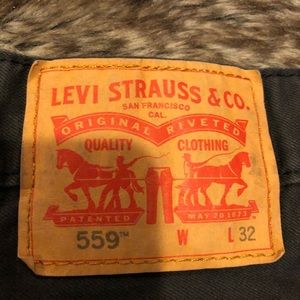 LEVI STRAUSS & CO.
SAN FRANCISCO
CAL.
ORIGINAL RIVETED
QUALITY CLOTHING
PATENTED MAY 20 1873
559™ W L 32